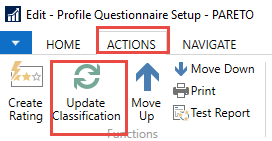 Edit - Profile Questionnaire Setup - PARETO
HOME ACTIONS NAVIGATE
Create Rating
Update Classification
Move Up
Move Down
Print
Test Report
Functions